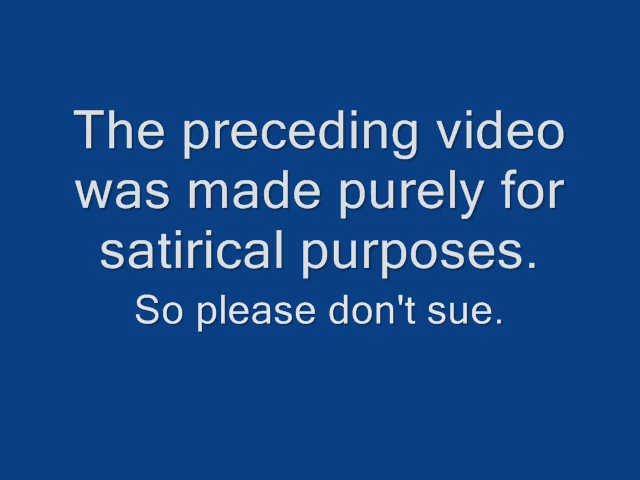 The preceding video
was made purely for
satirical purposes.
So please don't sue.